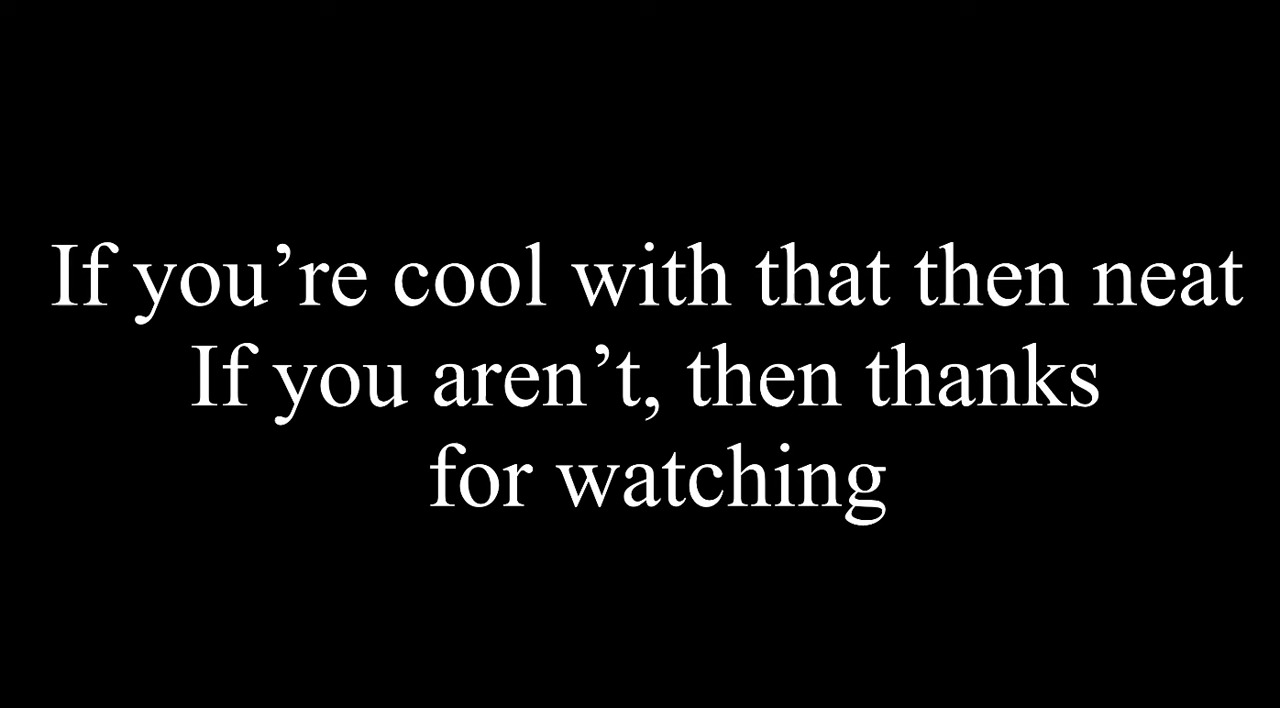 If you’re cool with that then neat
If you aren’t, then thanks
for watching